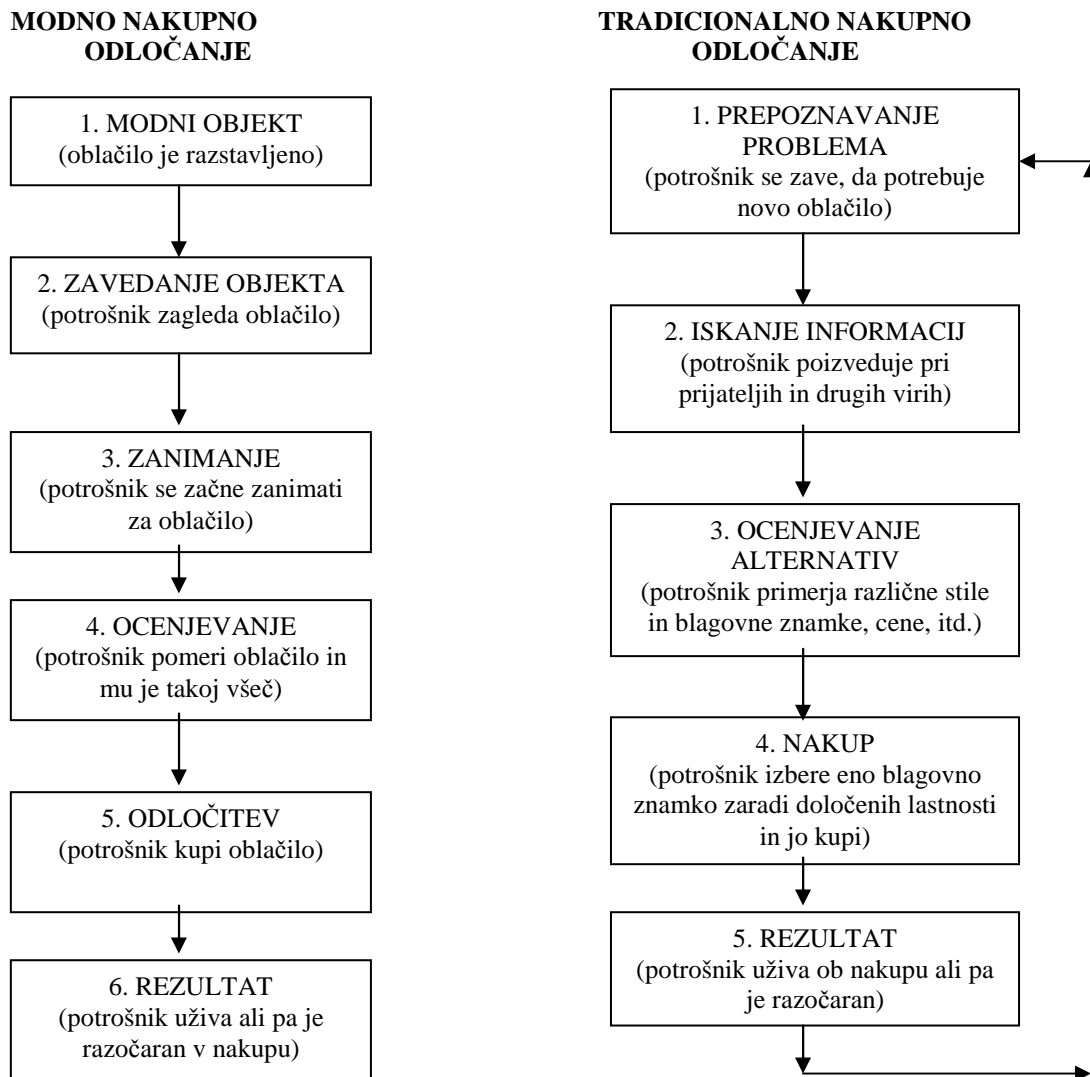 MODNO NAKUPNO
ODLOČANJE
1. MODNI OBJEKT
(oblačilo je razstavljeno)
2. ZAVEDANJE OBJEKTA
(potrošnik zagleda oblačilo)
3. ZANIMANJE
(potrošnik se začne zanimati
za oblačilo)
4. OCENJEVANJE
(potrošnik pomeri oblačilo in
mu je takoj všeč)
5. ODLOČITEV
(potrošnik kupi oblačilo)
6. REZULTAT
(potrošnik uživa ali pa je
razočaran v nakupu)
TRADICIONALNO NAKUPNO
ODLOČANJE
1. PREPOZNAVANJE
PROBLEMA
(potrošnik se zave, da potrebuje
novo oblačilo)
2. ISKANJE INFORMACIJ
(potrošnik poizveduje pri
prijateljih in drugih virih)
3. OCENJEVANJE
ALTERNATIV
(potrošnik primerja različne stile
in blagovne znamke, cene, itd.)
4. NAKUP
(potrošnik izbere eno blagovno
znamko zaradi določenih lastnosti
in jo kupi)
5. REZULTAT
(potrošnik uživa ob nakupu ali pa
je razočaran)